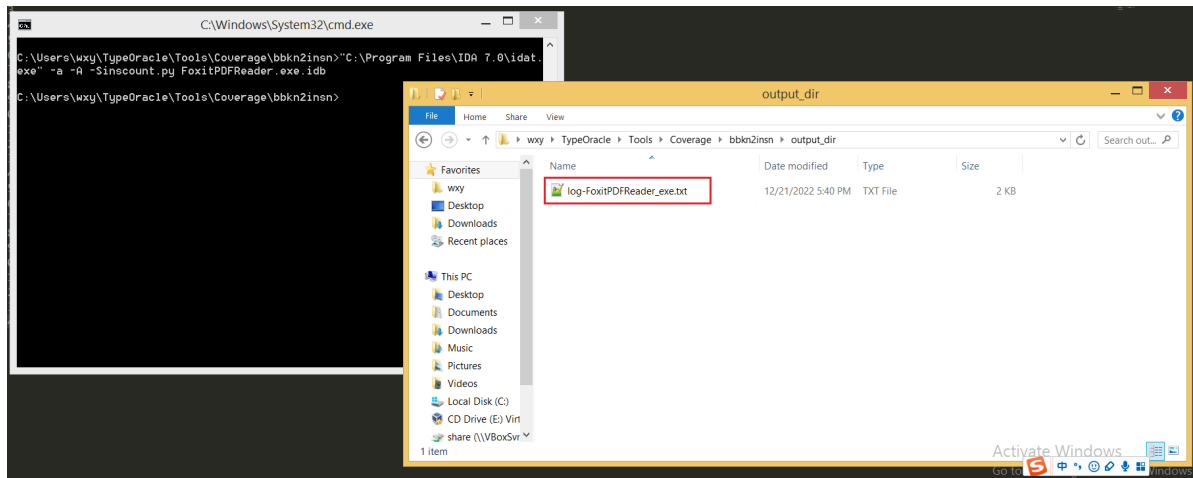 C:\Windows\System32\cmd.exe
C:\Users\wxy\TypeOracle\Tools\Coverage\bbkn2insn>"C:\Program Files\IDA 7.0\idat.
exe" -a -A -Sinscount.py FoxitPDFReader.exe.idb
C:\Users\wxy\TypeOracle\Tools\Coverage\bbkn2insn>
output_dir
File Home Share View
wxy TypeOracle Tools Coverage bbkn2insn output_dir
Search out...
Name Date modified Type Size
log-FoxitPDFReader_exe.txt 12/21/2022 5:40 PM TXT File 2 KB
Favorites
wxy
Desktop
Downloads
Recent places
This PC
Desktop
Documents
Downloads
Music
Pictures
Videos
Local Disk (C:)
CD Drive (E:) Virt
share (\\VBoxSvr
1 item
Activate Windows
Go to
中
Windows